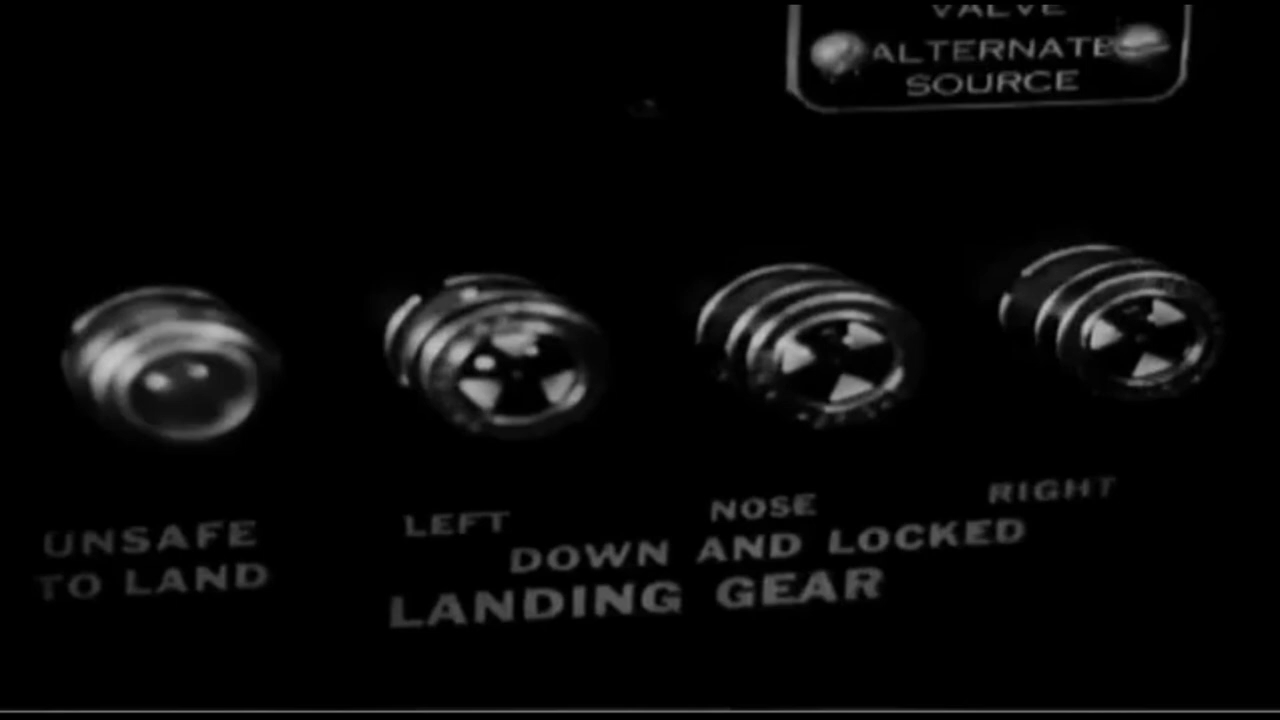 VALVE
ALTERNATE
SOURCE
UNSAFE
TO LAND
LEFT
NOSE
RIGHT
DOWN AND LOCKED
LANDING GEAR